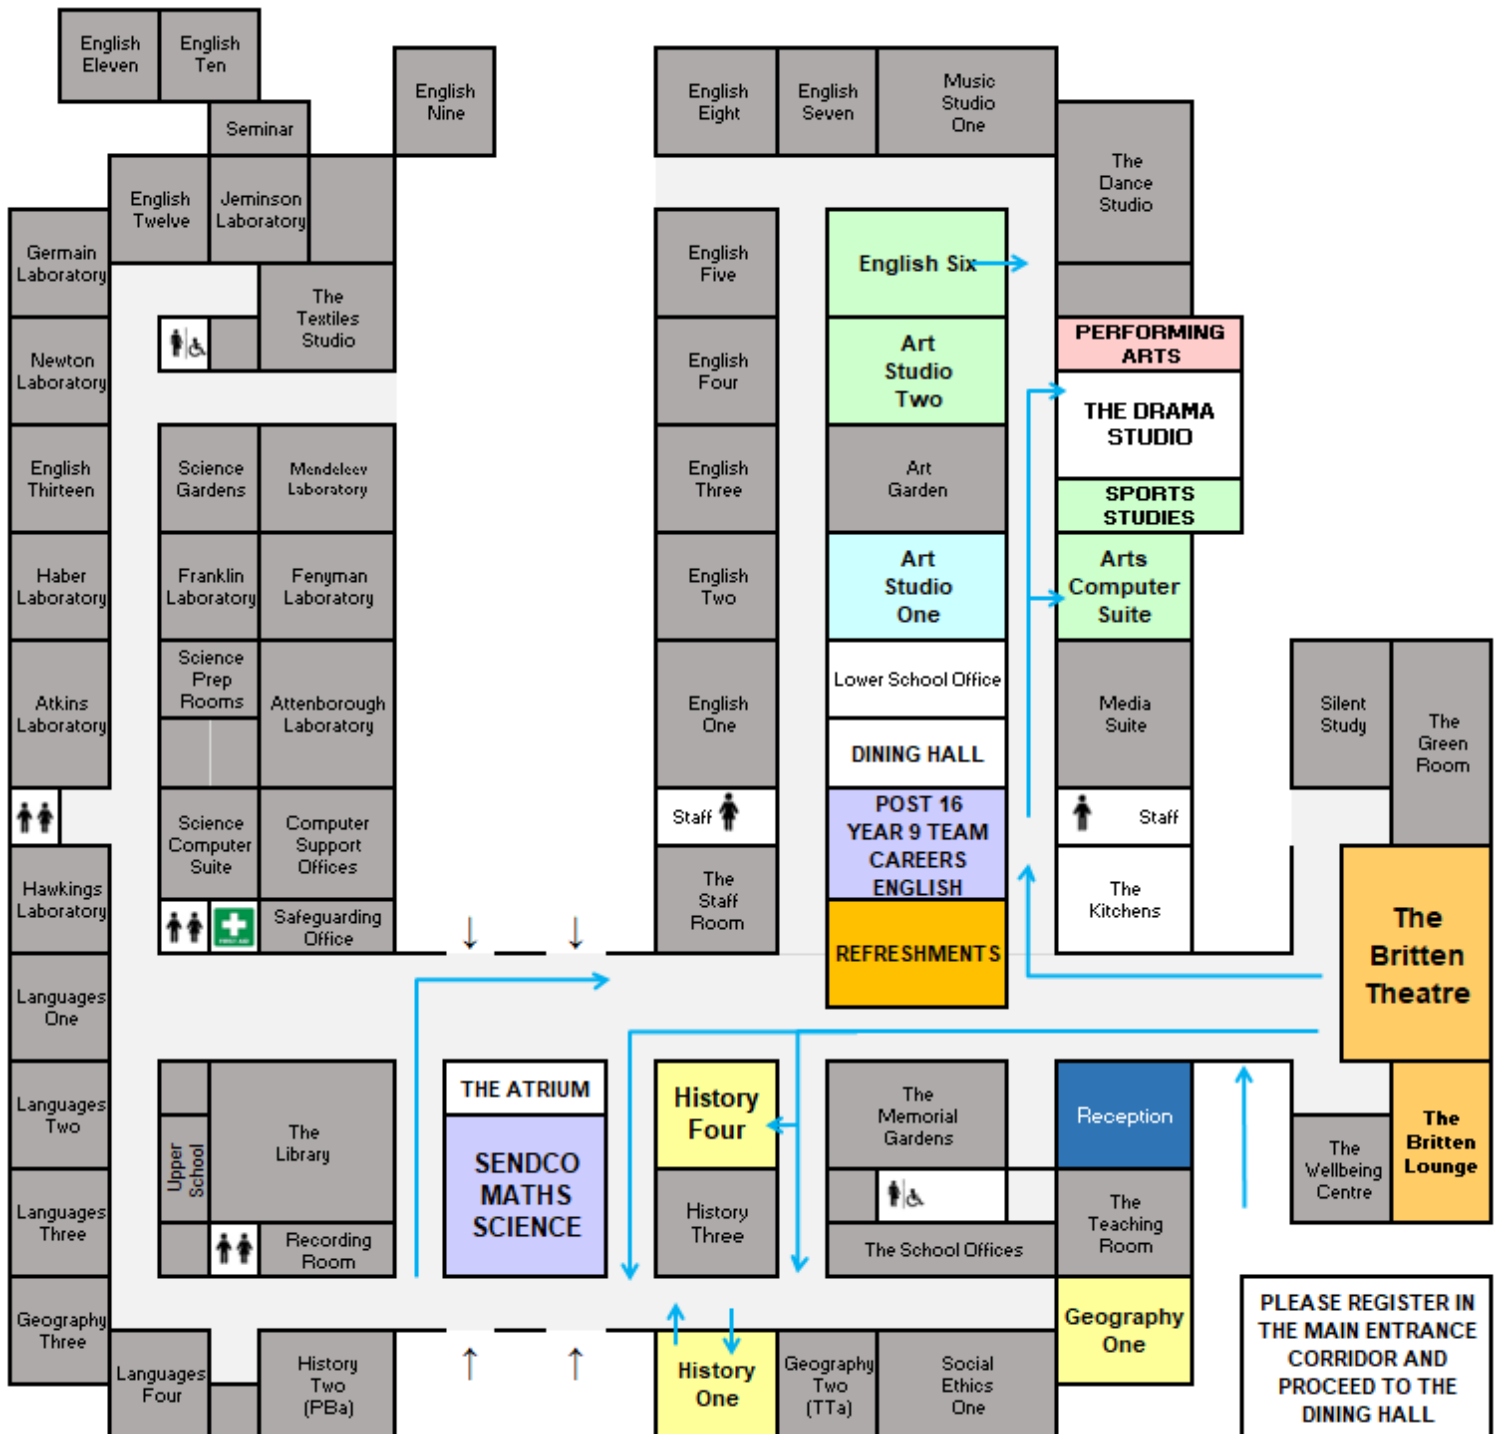 English
Eleven
English
Ten
English
Nine
Seminar
English
Eight
English
Seven
Music
Studio
One
The
Dance
Studio
English
Twelve
Jeminson
Laboratory
Germain
Laboratory
The
Textiles
Studio
English
Five
English Six
Newton
Laboratory
English
Four
Art
Studio
Two
PERFORMING
ARTS
THE DRAMA
STUDIO
English
Thirteen
Science
Gardens
Mendeleev
Laboratory
English
Three
Art
Garden
SPORTS
STUDIES
Haber
Laboratory
Franklin
Laboratory
Fenyman
Laboratory
English
Two
Art
Studio
One
Arts
Computer
Suite
Atkins
Laboratory
Science
Prep
Rooms
Attenborough
Laboratory
English
One
Lower School Office
DINING HALL
Media
Suite
Silent
Study
The
Green
Room
Science
Computer
Suite
Computer
Support
Offices
Staff
POST 16
YEAR 9 TEAM
CAREERS
ENGLISH
Staff
Hawkings
Laboratory
FIRST AID
Safeguarding
Office
The
Staff
Room
REFRESHMENTS
The
Kitchens
The
Britten
Theatre
Languages
One
Languages
Two
Upper
School
The
Library
THE ATRIUM
SENDCO
MATHS
SCIENCE
History
Four
The
Memorial
Gardens
Reception
The
Wellbeing
Centre
The
Britten
Lounge
Languages
Three
Recording
Room
History
Three
The School Offices
The
Teaching
Room
Geography
Three
Languages
Four
History
Two
(PBa)
History
One
Geography
Two
(TTa)
Social
Ethics
One
Geography
One
PLEASE REGISTER IN
THE MAIN ENTRANCE
CORRIDOR AND
PROCEED TO THE
DINING HALL